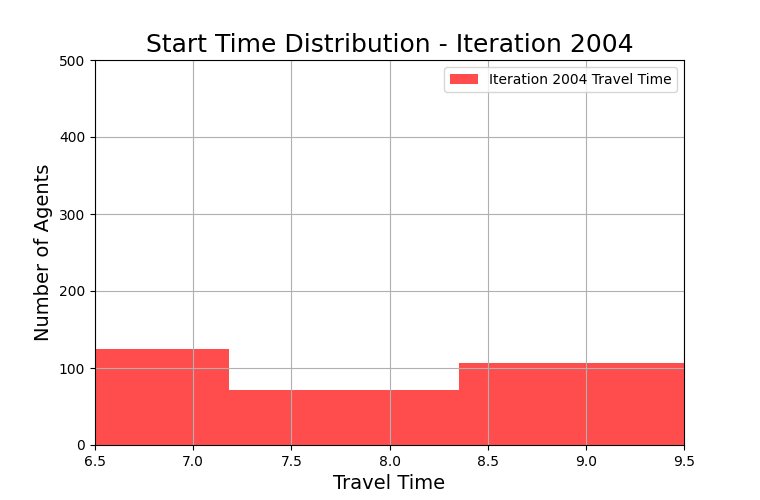 Start Time Distribution - Iteration 2004
Iteration 2004 Travel Time
500
400
300
200
100
0
Number of Agents
6.5 7.0 7.5 8.0 8.5 9.0 9.5
Travel Time